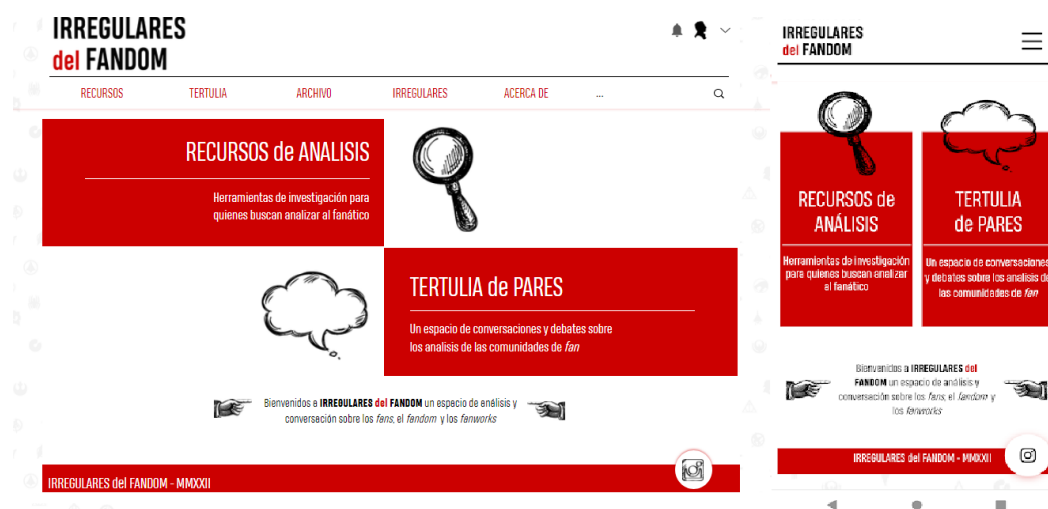 IRREGULARES
del FANDOM
RECURSOS TERTULIA ARCHIVO IRREGULARES ACERCA DE ...
RECURSOS de ANALISIS
Herramientas de investigación para
quienes buscan analizar al fanático
TERTULIA de PARES
Un espacio de conversaciones y debates sobre
los analisis de las comunidades de fan
Bienvenidos a IRREGULARES del FANDOM un espacio de análisis y
conversación sobre los fans, el fandom y los fanworks
IRREGULARES del FANDOM - MMXXII
IRREGULARES
del FANDOM
RECURSOS de
ANÁLISIS
Herramientas de investigación
para quienes buscan analizar
al fanático
TERTULIA
de PARES
Un espacio de conversaciones
y debates sobre los analisis de
las comunidades de fan
Bienvenidos a IRREGULARES del
FANDOM un espacio de análisis y
conversación sobre los fans, el fandom y
los fanworks
IRREGULARES del FANDOM - MMXXII